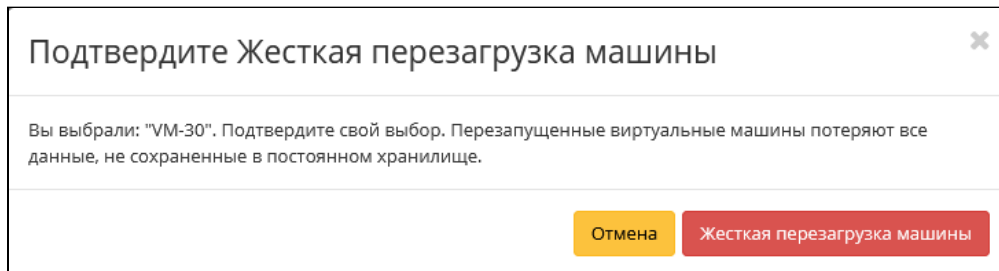 Подтвердите Жесткая перезагрузка машины
Вы выбрали: "VM-30". Подтвердите свой выбор. Перезапущенные виртуальные машины потеряют все
данные, не сохраненные в постоянном хранилище.
Отмена
Жесткая перезагрузка машины